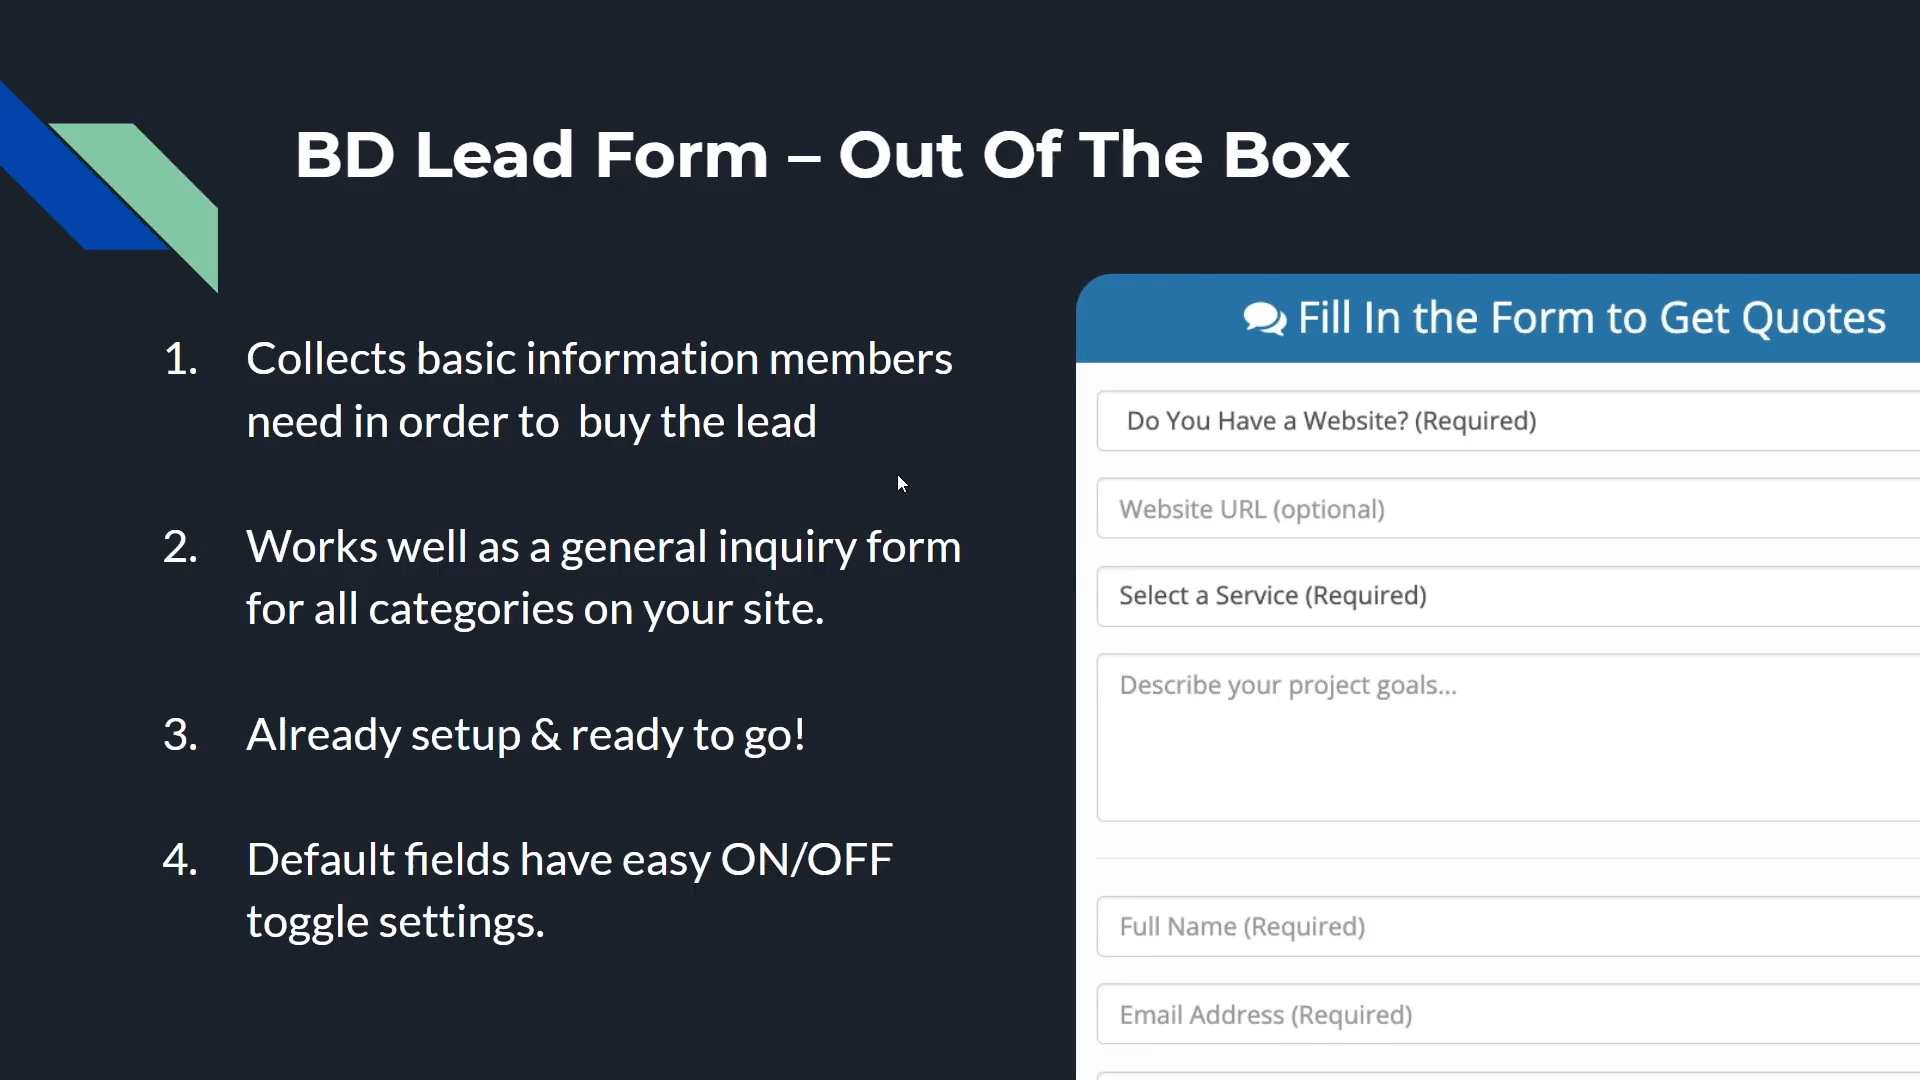 BD Lead Form – Out Of The Box
1. Collects basic information members
need in order to  buy the lead
2. Works well as a general inquiry form
for all categories on your site.
3. Already setup & ready to go!
4. Default fields have easy ON/OFF
toggle settings.
Fill In the Form to Get Quotes
Do You Have a Website? (Required)
Website URL (optional)
Select a Service (Required)
Describe your project goals...
Full Name (Required)
Email Address (Required)